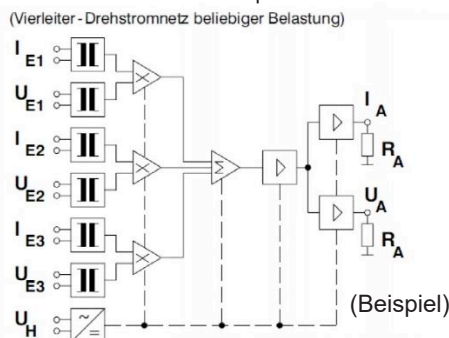 (Vierleiter - Drehstromnetz beliebiger Belastung)
I E1
U E1
I E2
U E2
I E3
U E3
U H
I A
R A
U A
R A
(Beispiel)